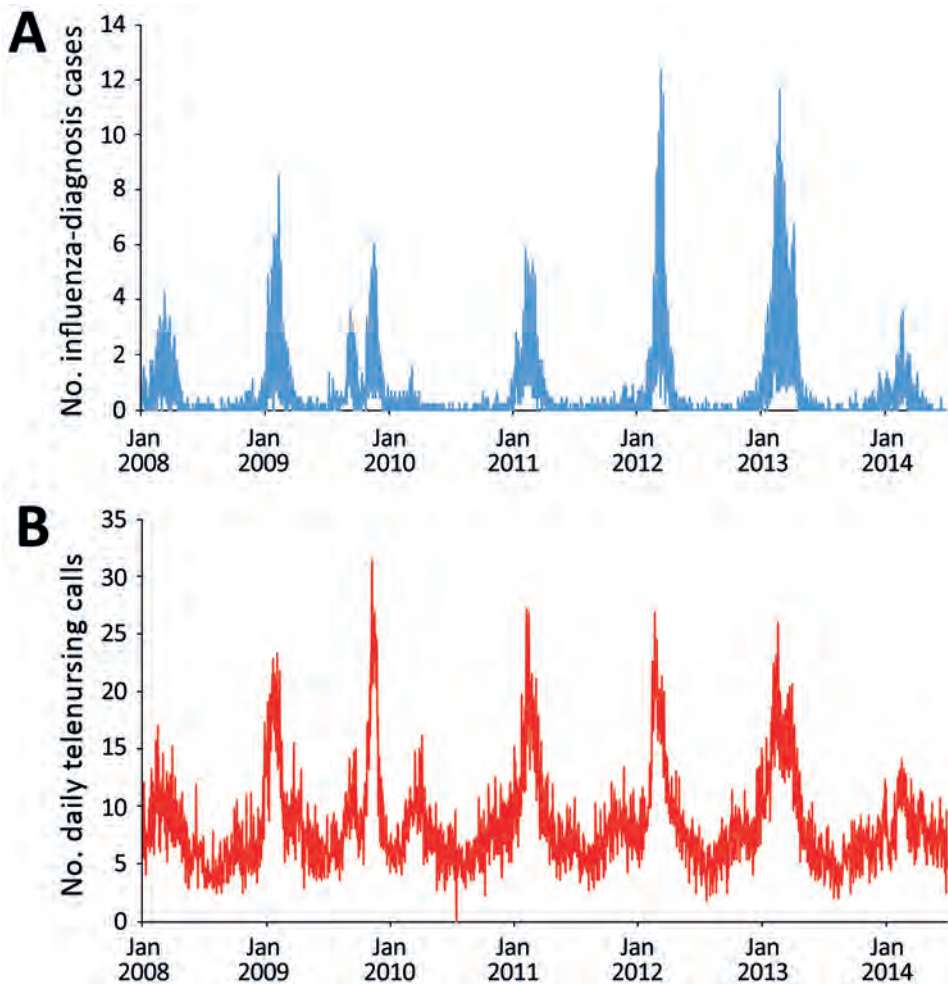 A
No. influenza-diagnosis cases
14
12
10
8
6
4
2
0
Jan Jan Jan Jan Jan Jan Jan
2008 2009 2010 2011 2012 2013 2014
B
No. daily telenursing calls
35
30
25
20
15
10
5
0
Jan Jan Jan Jan Jan Jan Jan
2008 2009 2010 2011 2012 2013 2014